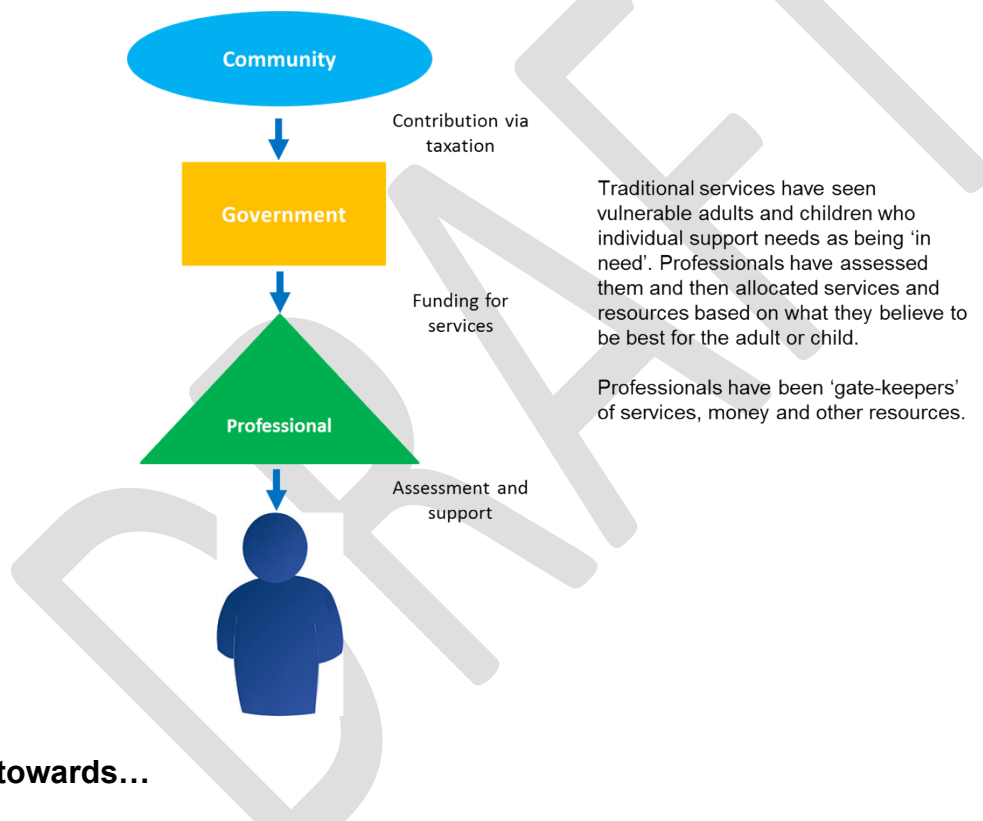 Community
Contribution via
taxation
Government
Funding for
services
Professional
Assessment and
support
Traditional services have seen
vulnerable adults and children who
individual support needs as being ‘in
need’. Professionals have assessed
them and then allocated services and
resources based on what they believe to
be best for the adult or child.
Professionals have been ‘gate-keepers’
of services, money and other resources.
towards…
DRAFT